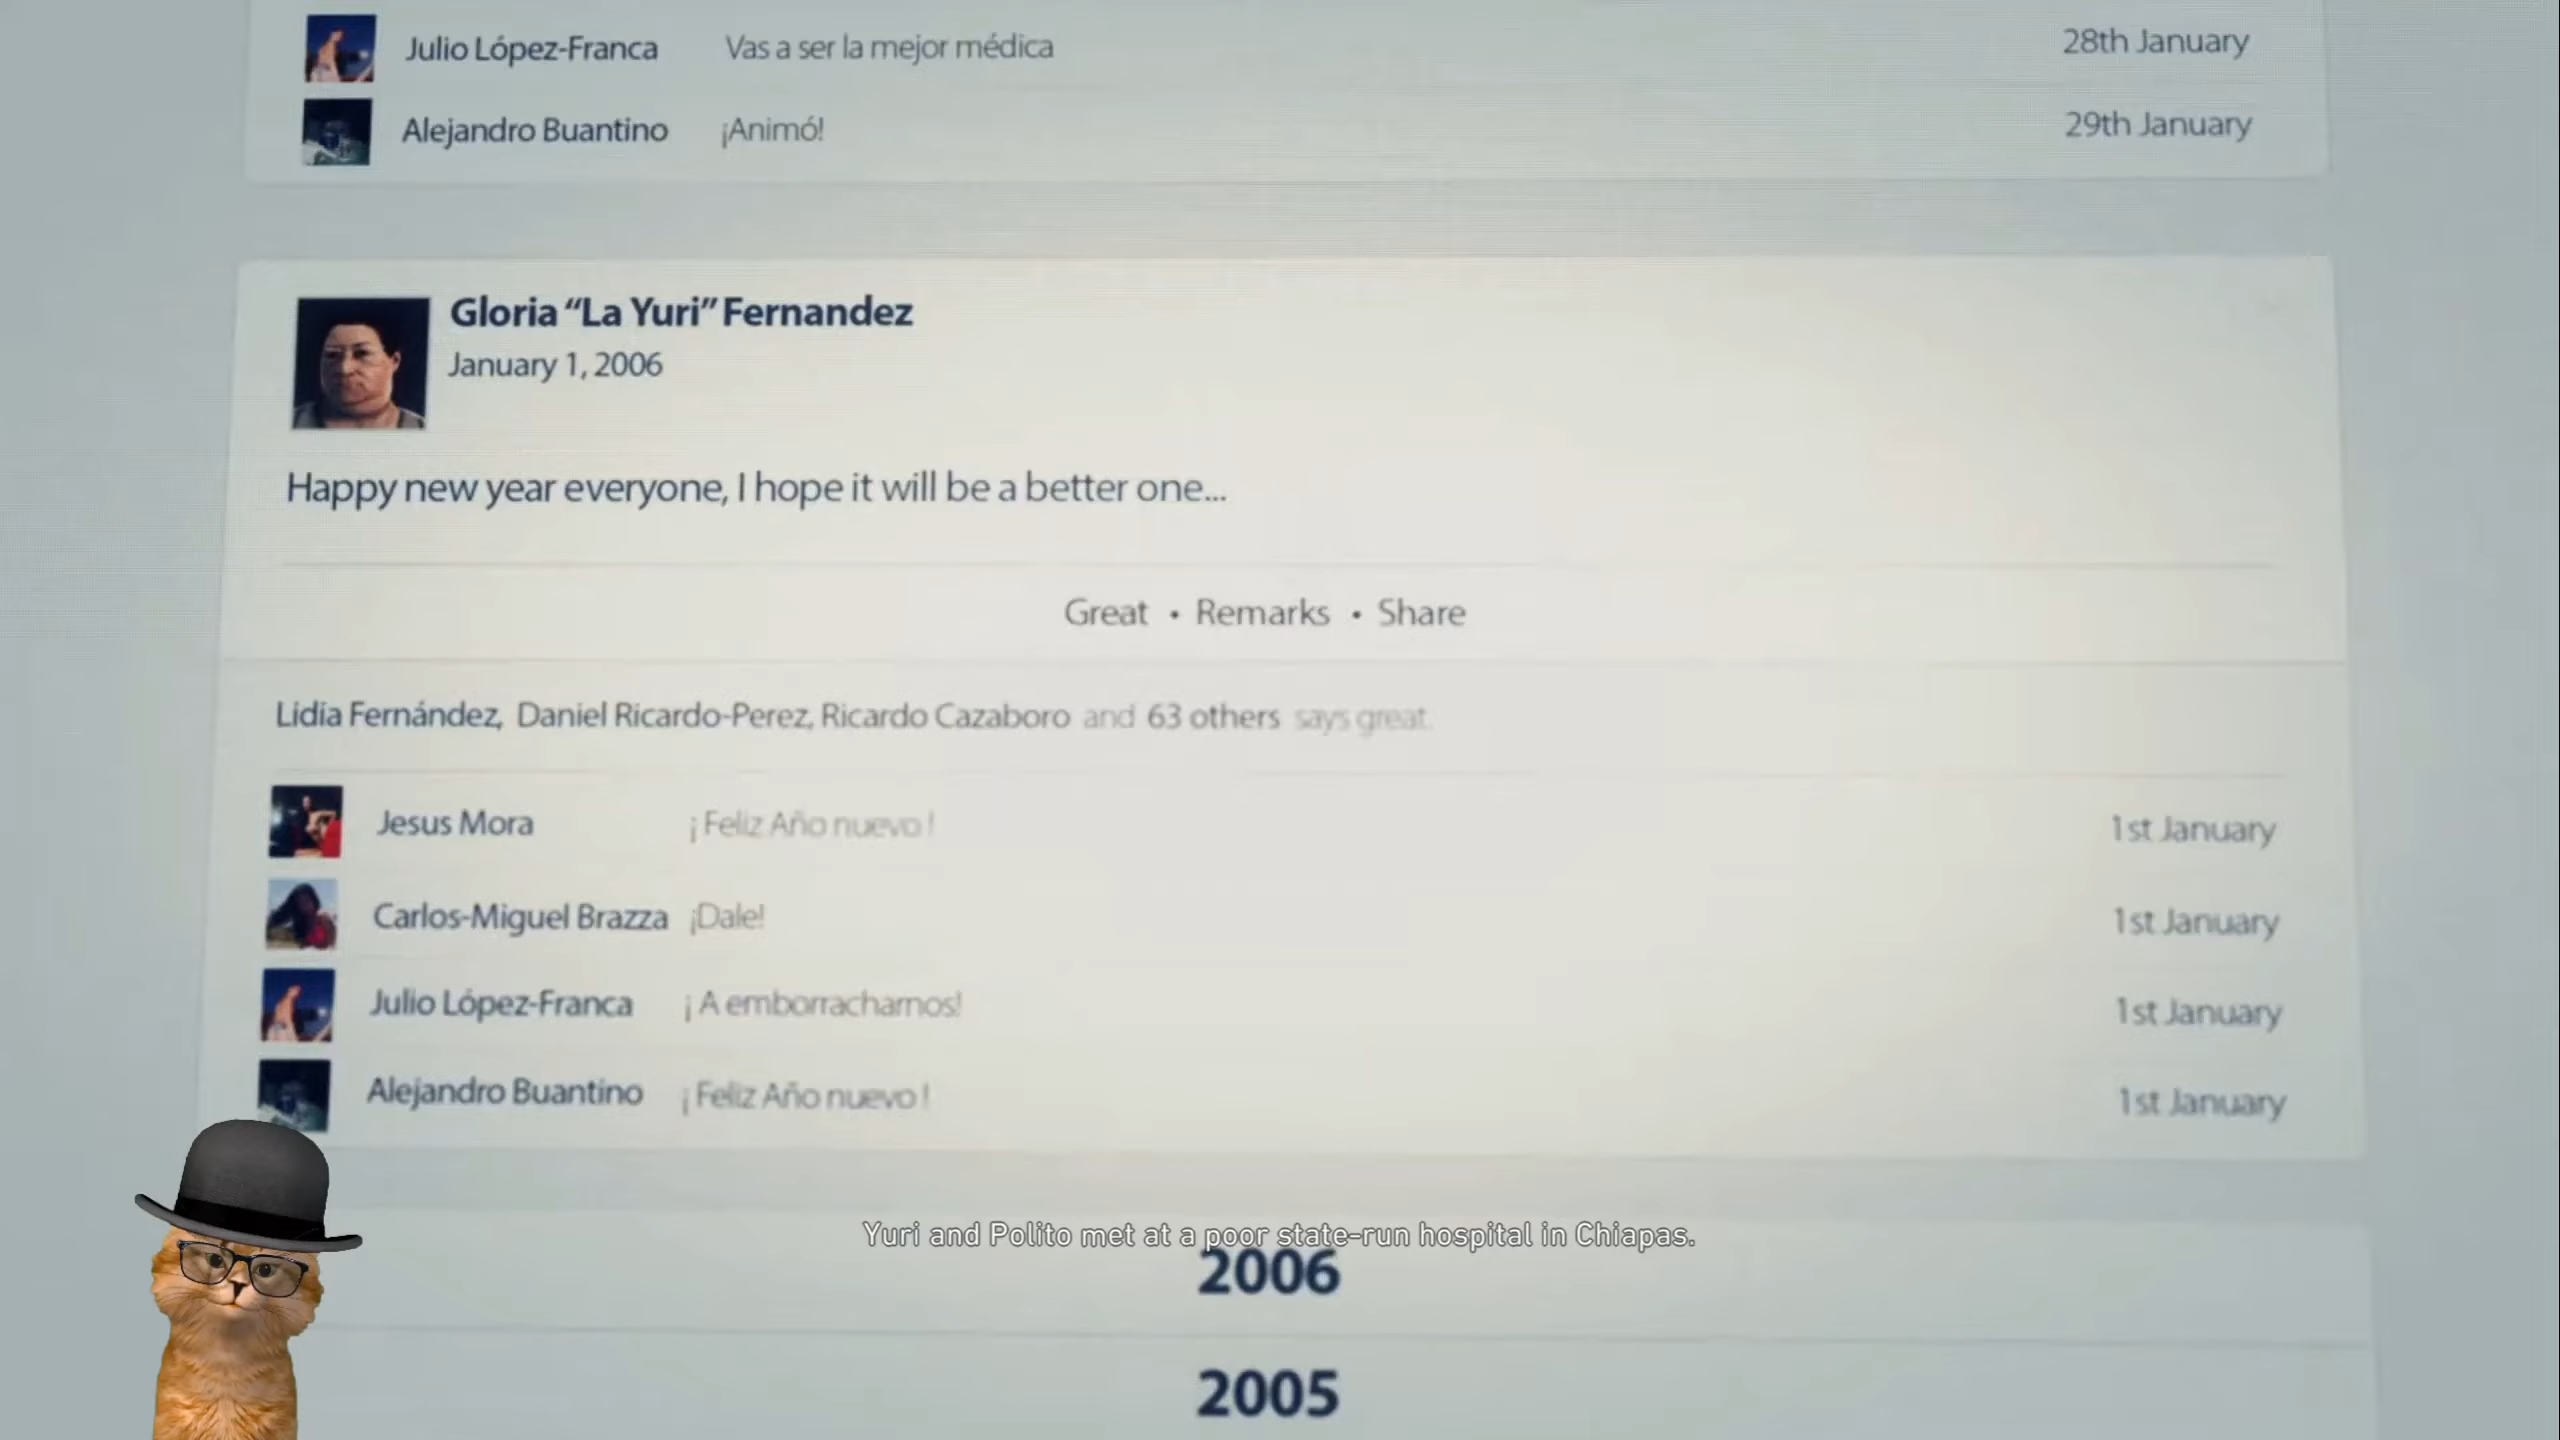 Julio López-Franca Vas a ser la mejor médica 28th January
Alejandro Buantino ¡Animó! 29th January
Gloria “La Yuri” Fernandez
January 1, 2006
Happy new year everyone, I hope it will be a better one...
Great • Remarks • Share
Lidia Fernández, Daniel Ricardo-Perez, Ricardo Cazaboro and 63 others says great.
Jesus Mora ¡ Feliz Año nuevo ! 1st January
Carlos-Miguel Brazza ¡Dale! 1st January
Julio López-Franca ¡ A emborracharnos! 1st January
Alejandro Buantino ¡ Feliz Año nuevo ! 1st January
Yuri and Polito met at a poor state-run hospital in Chiapas.
2006
2005